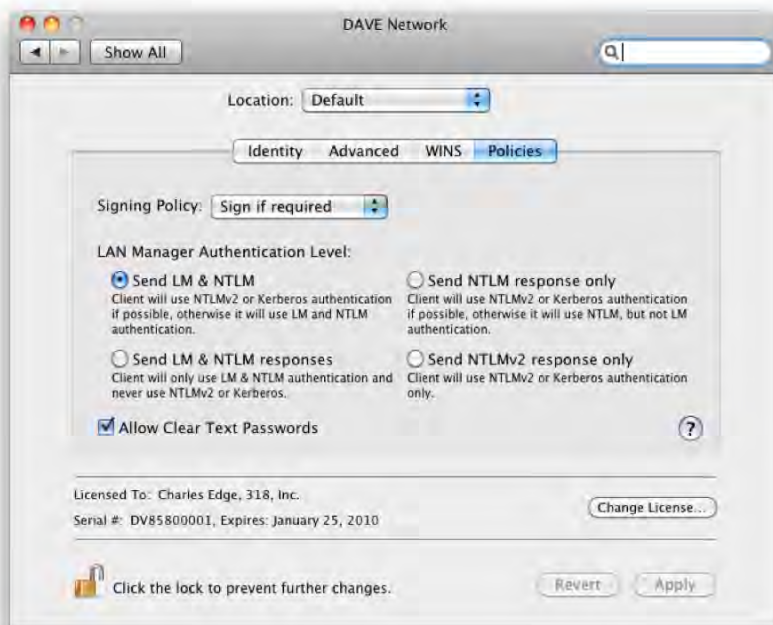 DAVE Network
Show All
Location: Default
Identity Advanced WINS Policies
Signing Policy: Sign if required
LAN Manager Authentication Level:
Send LM & NTLM
Client will use NTLMv2 or Kerberos authentication
if possible, otherwise it will use LM and NTLM
authentication.
Send NTLM response only
Client will use NTLMv2 or Kerberos authentication
if possible, otherwise it will use NTLM, but not LM
authentication.
Send LM & NTLM responses
Client will only use LM & NTLM authentication and
never use NTLMv2 or Kerberos.
Send NTLMv2 response only
Client will use NTLMv2 or Kerberos authentication
only.
Allow Clear Text Passwords
?
Licensed To: Charles Edge, 318, Inc.
Serial #: DV85800001, Expires: January 25, 2010
Change License...
Click the lock to prevent further changes.
Revert Apply